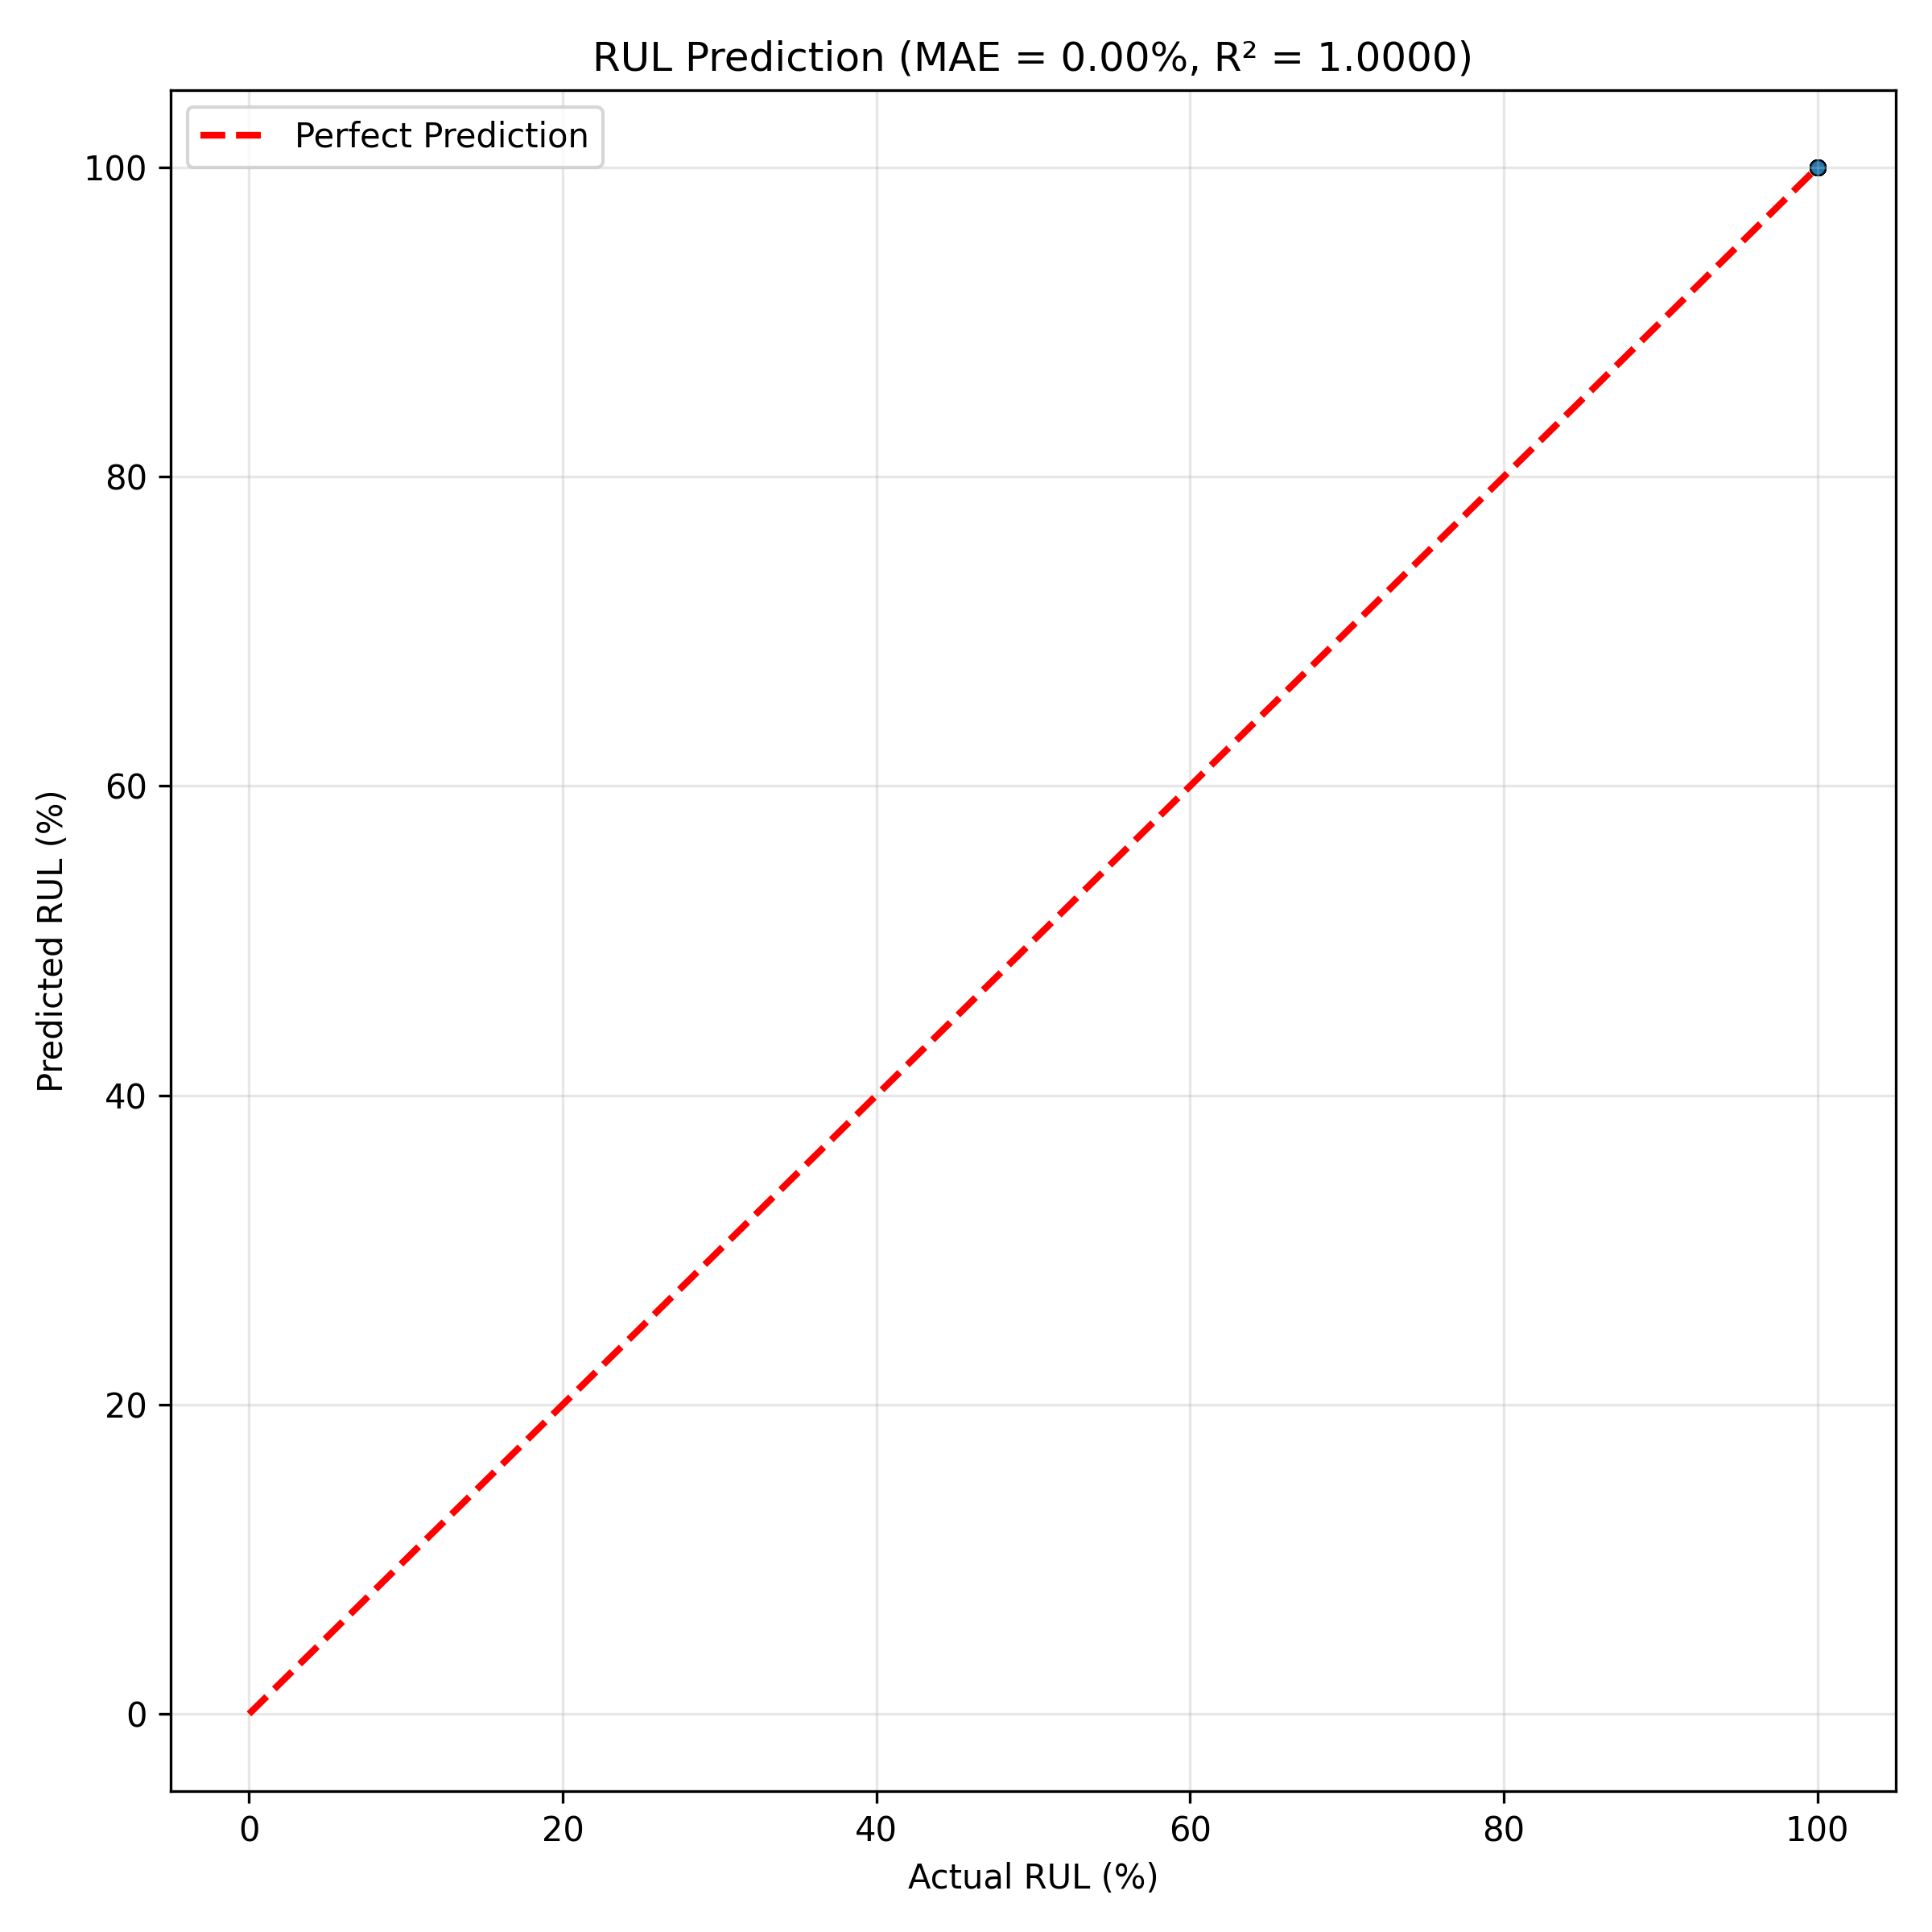 RUL Prediction (MAE = 0.00%, R² = 1.0000)
Perfect Prediction
100
80
60
40
20
0
Predicted RUL (%)
0 20 40 60 80 100
Actual RUL (%)